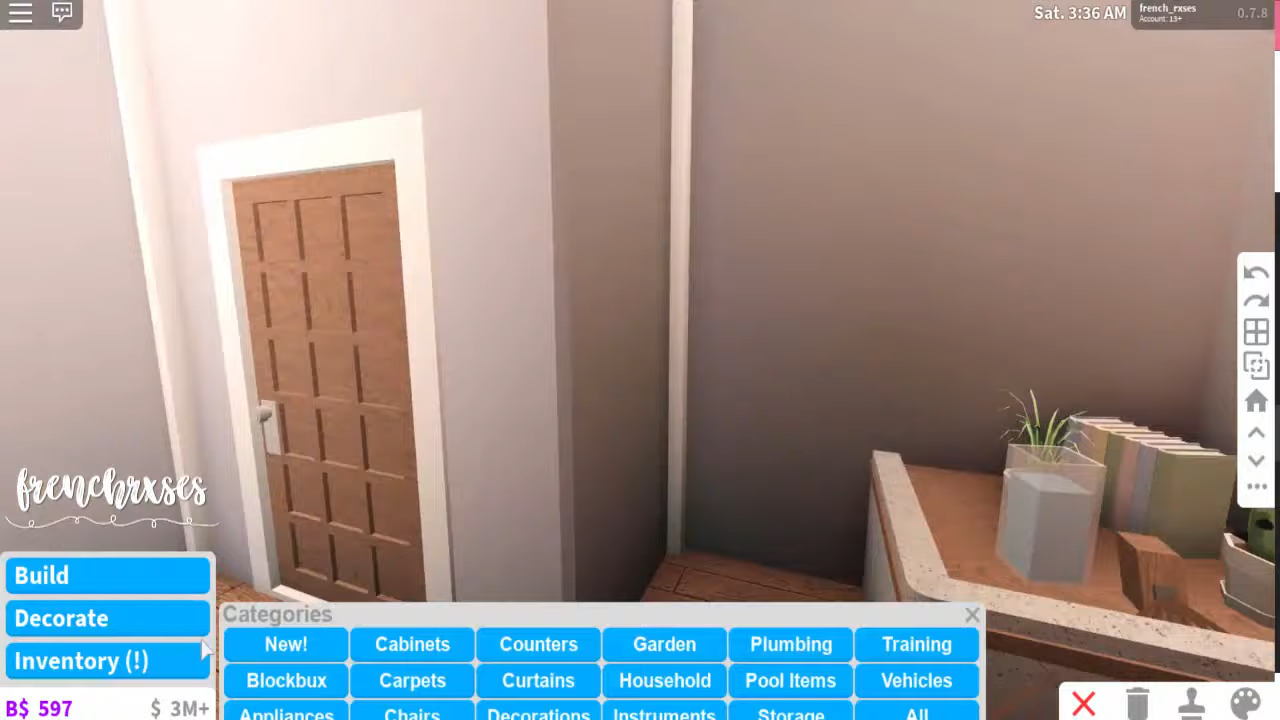 Sat. 3:36 AM
french_rxses
Account: 13+
0.7.8
frenchrxses
Build
Decorate
Inventory (!)
B$ 597
$ 3M+
Categories
New!
Cabinets
Counters
Garden
Plumbing
Training
Blockbux
Carpets
Curtains
Household
Pool Items
Vehicles
Appliances
Chairs
Decorations
Instruments
Storage
All